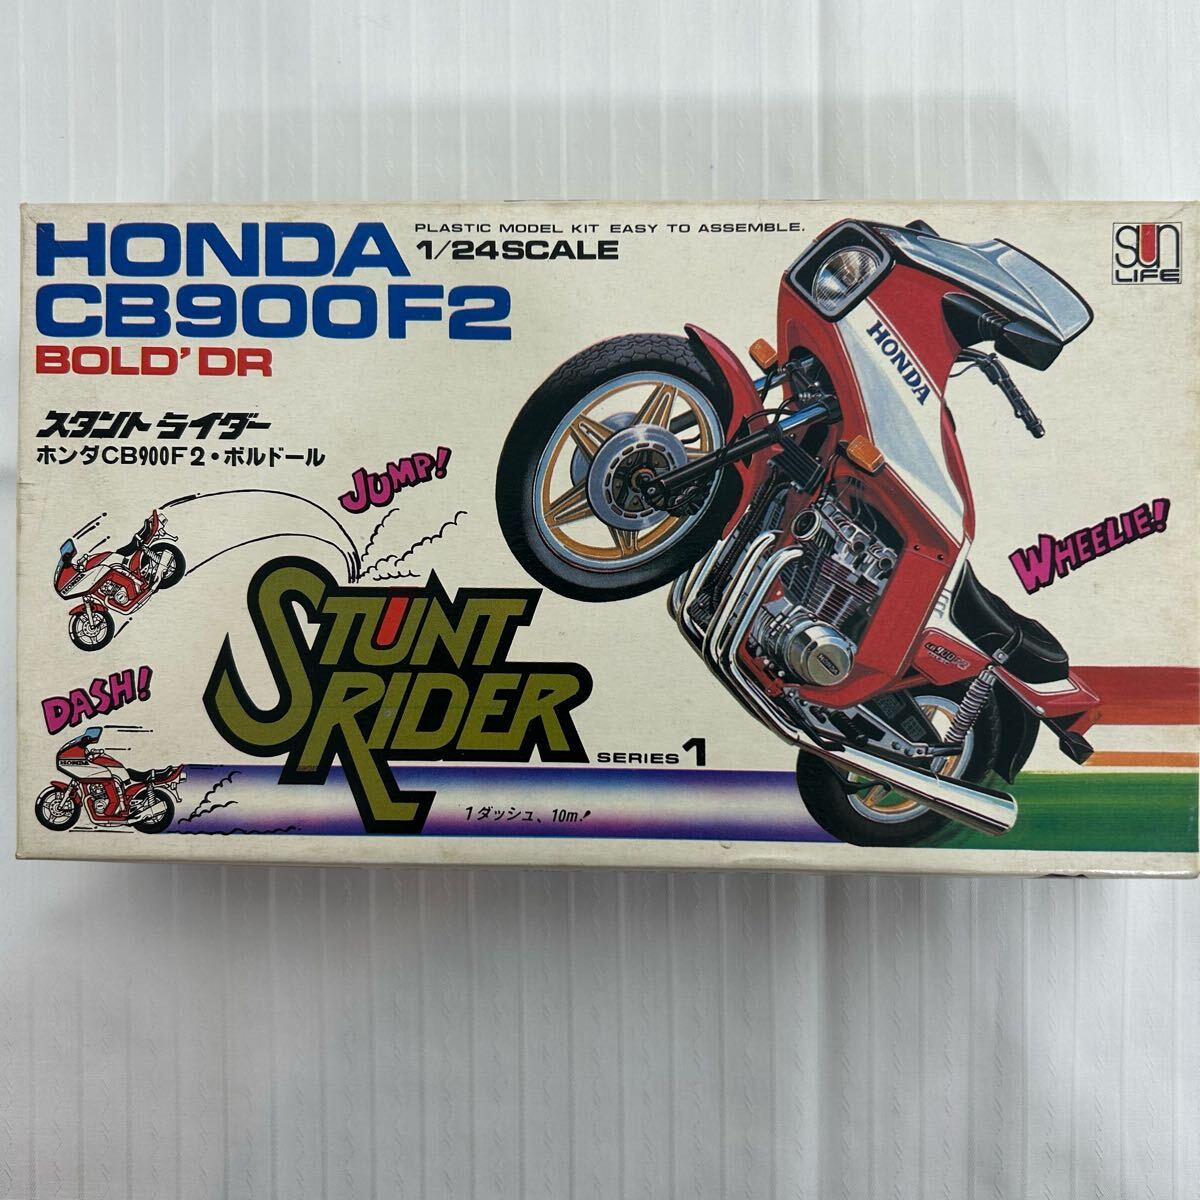 HONDA
CB900F2
BOLD'DR
PLASTIC MODEL KIT EASY TO ASSEMBLE.
1/24SCALE
SUN
LIFE
スタントライダー
ホンダCB900F2・ボルドール
JUMP!
HONDA
WHEELIE!
STUNT
RIDER
SERIES 1
DASH!
HONDA
1ダッシュ、10m!